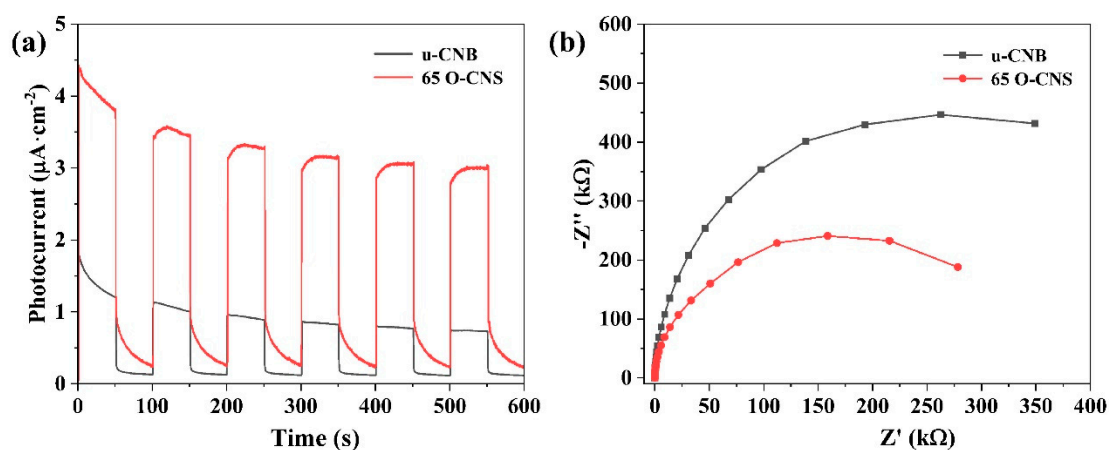 (a)
u-CNB
65 O-CNS
Photocurrent (μA·cm⁻²)
5
4
3
2
1
0
0 100 200 300 400 500 600
Time (s)
(b)
u-CNB
65 O-CNS
-Z'' (kΩ)
600
500
400
300
200
100
0
0 50 100 150 200 250 300 350 400
Z' (kΩ)